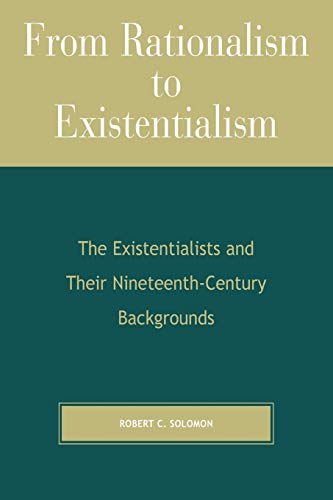 From Rationalism
to
Existentialism
The Existentialists and
Their Nineteenth-Century
Backgrounds
ROBERT C. SOLOMON